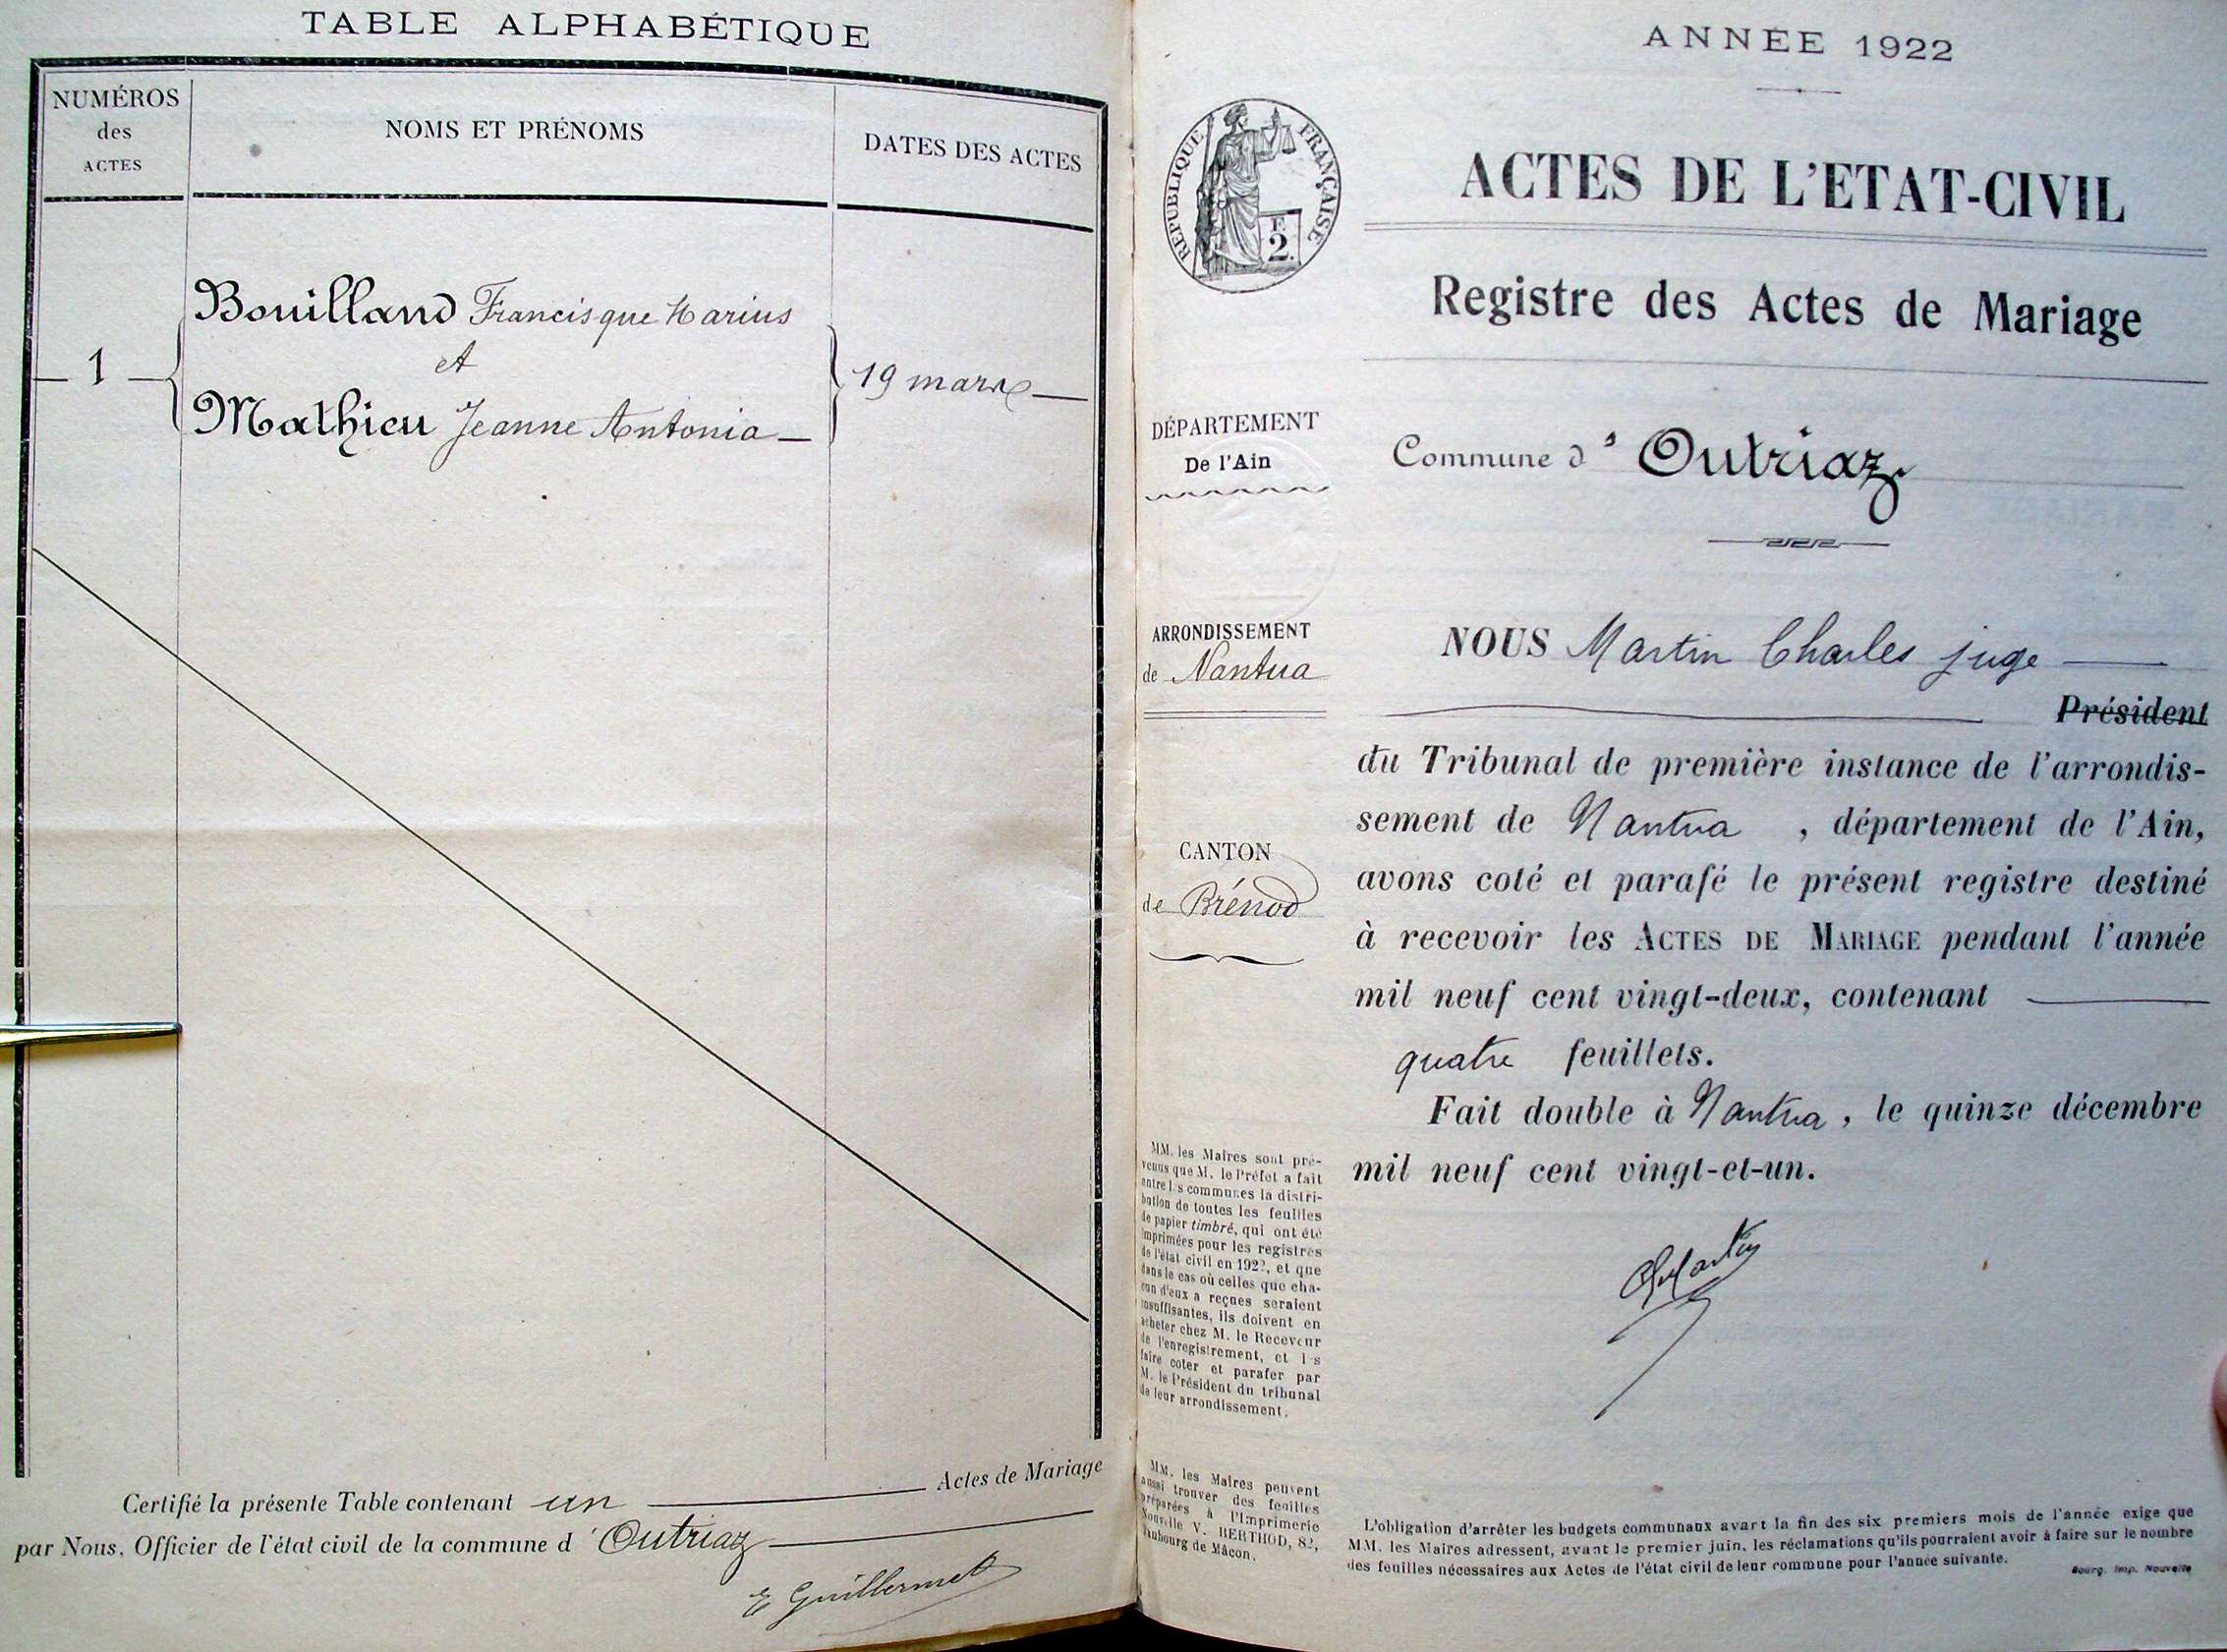 TABLE ALPHABÉTIQUE
NUMÉROS
des
ACTES
NOMS ET PRÉNOMS
DATES DES ACTES
Bouilland Francisque Marius
et
1
19 mars
Mathieu Jeanne Antonia
Certifié la présente Table contenant un Actes de Mariage
par Nous, Officier de l'état civil de la commune d'Outriaz
E Guillermet
ANNÉE 1922
RÉPUBLIQUE FRANÇAISE
F.
2.
ACTES DE L'ETAT-CIVIL
Registre des Actes de Mariage
DÉPARTEMENT
De l'Ain
Commune d'Outriaz
ARRONDISSEMENT
de Nantua
CANTON
de Brénod
NOUS Martin Charles juge
Président
du Tribunal de première instance de l'arrondis-
sement de Nantua, département de l'Ain,
avons coté et parafé le présent registre destiné
à recevoir les ACTES DE MARIAGE pendant l'année
mil neuf cent vingt-deux, contenant
quatre feuillets.
Fait double à Nantua, le quinze décembre
mil neuf cent vingt-et-un.
Ch Martin
MM. les Maires sont pré-
venus que M. le Préfet a fait
entre les communes la distri-
bution de toutes les feuilles
de papier timbré, qui ont été
imprimées pour les registres
de l'état civil en 1922, et que
dans le cas où celles que cha-
cun d'eux a reçues seraient
insuffisantes, ils doivent en
acheter chez M. le Receveur
de l'enregistrement, et les
faire coter et parafer par
M. le Président du tribunal
de leur arrondissement.
MM. les Maires peuvent
aussi trouver des feuilles
préparées à l'Imprimerie
Nouvelle V. BERTHOD, 82,
faubourg de Mâcon.
L'obligation d'arrêter les budgets communaux avant la fin des six premiers mois de l'année exige que
MM. les Maires adressent, avant le premier juin, les réclamations qu'ils pourraient avoir à faire sur le nombre
des feuilles nécessaires aux Actes de l'état civil de leur commune pour l'année suivante.
Bourg, Imp. Nouvelle